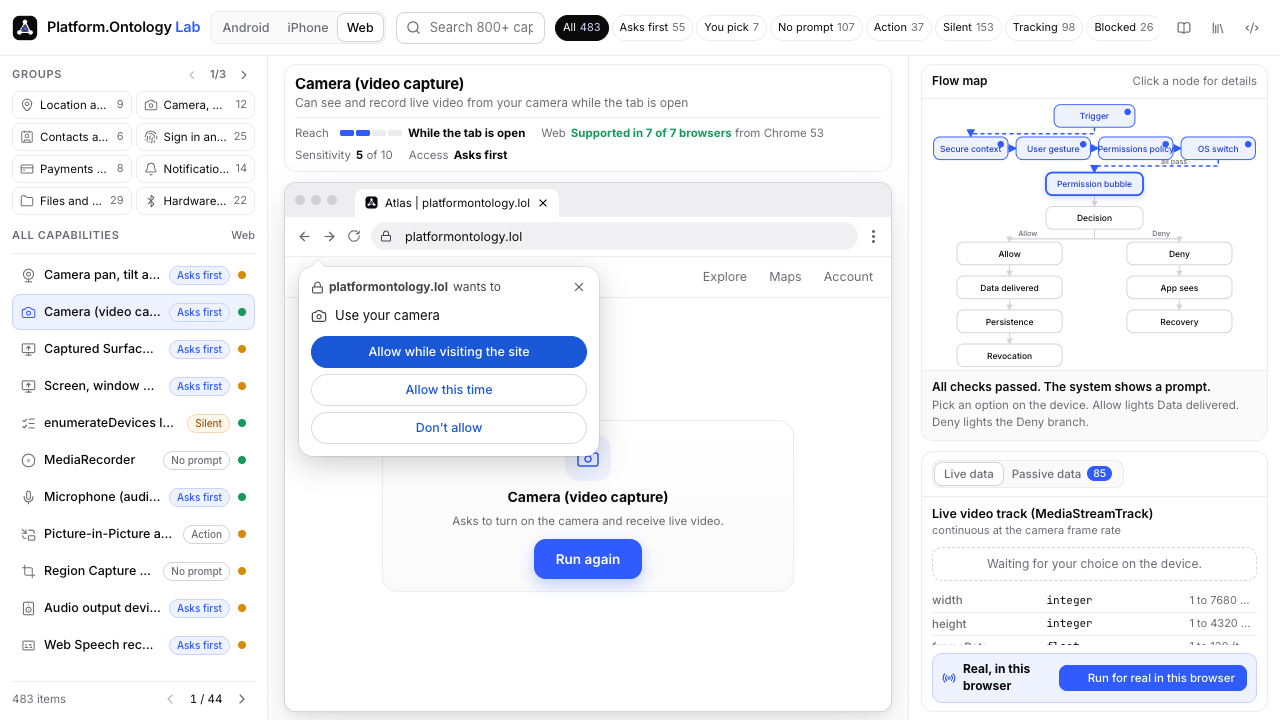 Platform.Ontology Lab
Android
iPhone
Web
Search 800+ cap
All 483
Asks first 55
You pick 7
No prompt 107
Action 37
Silent 153
Tracking 98
Blocked 26
GROUPS
1/3
Location a... 9
Camera, ... 12
Contacts a... 6
Sign in an... 25
Payments ... 8
Notificatio... 14
Files and ... 29
Hardware... 22
ALL CAPABILITIES
Web
Camera pan, tilt a... Asks first
Camera (video ca... Asks first
Captured Surfac... Asks first
Screen, window ... Asks first
enumerateDevices l... Silent
MediaRecorder No prompt
Microphone (audi... Asks first
Picture-in-Picture a... Action
Region Capture ... No prompt
Audio output devi... Asks first
Web Speech rec... Asks first
483 items
1 / 44
Camera (video capture)
Can see and record live video from your camera while the tab is open
Reach While the tab is open Web Supported in 7 of 7 browsers from Chrome 53
Sensitivity 5 of 10 Access Asks first
Atlas | platformontology.lol
platformontology.lol
Explore
Maps
Account
platformontology.lol wants to
Use your camera
Allow while visiting the site
Allow this time
Don't allow
Camera (video capture)
Asks to turn on the camera and receive live video.
Run again
Flow map
Click a node for details
Trigger
Secure context
User gesture
Permissions policy
OS switch
all pass
Permission bubble
Decision
Allow
Deny
Allow
Deny
Data delivered
App sees
Persistence
Recovery
Revocation
All checks passed. The system shows a prompt.
Pick an option on the device. Allow lights Data delivered.
Deny lights the Deny branch.
Live data
Passive data 85
Live video track (MediaStreamTrack)
continuous at the camera frame rate
Waiting for your choice on the device.
width integer 1 to 7680 ...
height integer 1 to 4320 ...
Real, in this
browser
Run for real in this browser